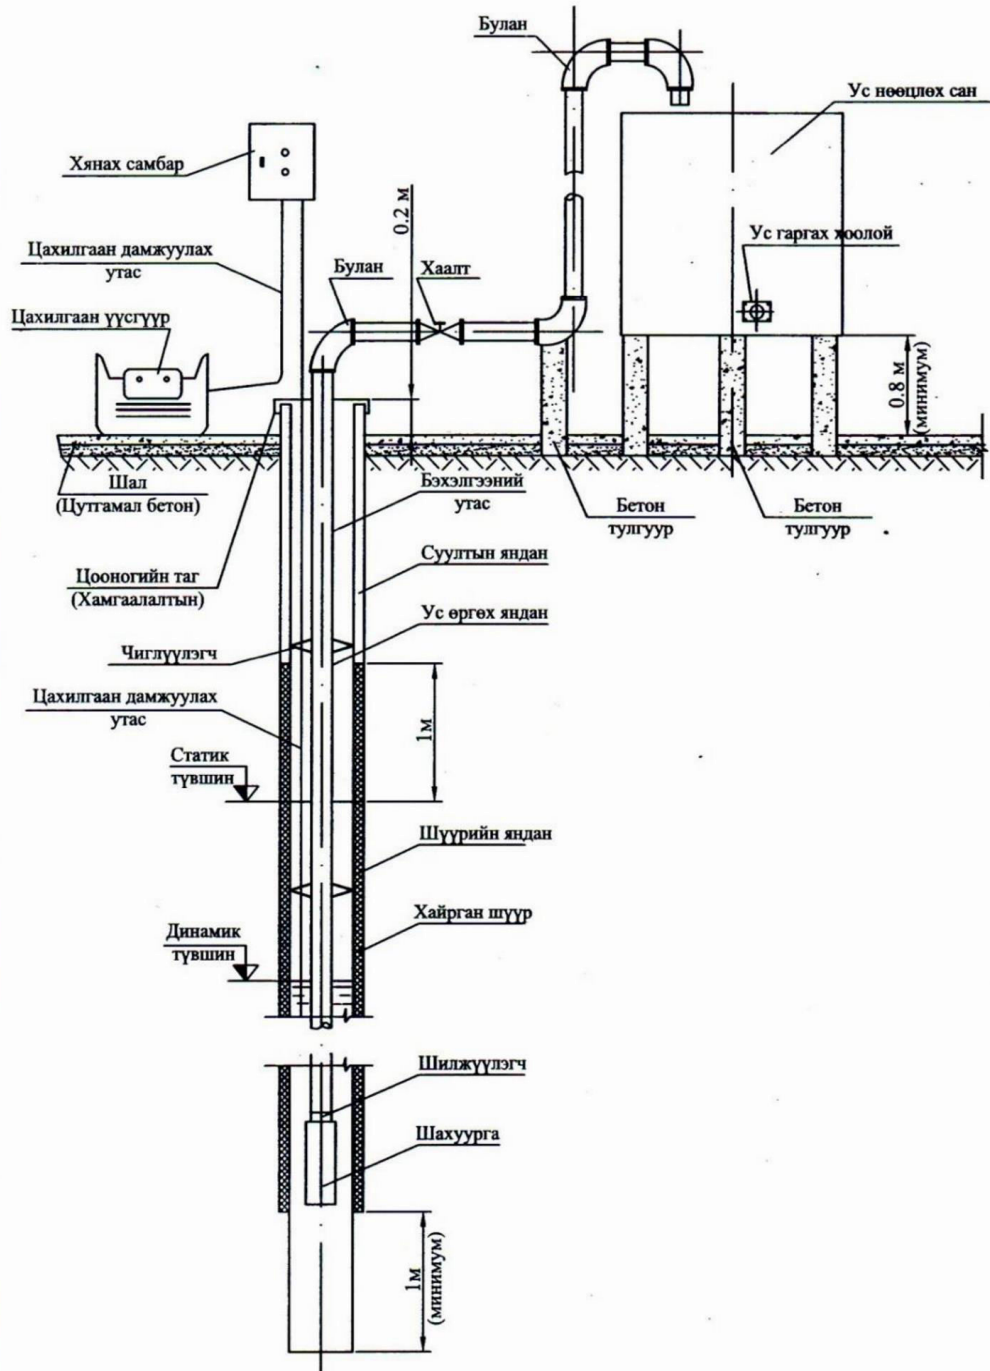 Булан
Ус нөөцлөх сан
Хянах самбар
0.2 м
Ус гаргах хоолой
Цахилгаан дамжуулах
утас
Булан
Хаалт
Цахилгаан үүсгүүр
0.8 м
(минимум)
Шал
(Цутгамал бетон)
Бэхэлгээний
утас
Бетон
тулгуур
Бетон
тулгуур
Суултын яндан
Цооногийн таг
(Хамгаалалтын)
Ус өргөх яндан
Чиглүүлэгч
Цахилгаан дамжуулах
утас
1м
Статик
түвшин
Шүүрийн яндан
Хайрган шүүр
Динамик
түвшин
Шилжүүлэгч
Шахуурга
1м
(минимум)